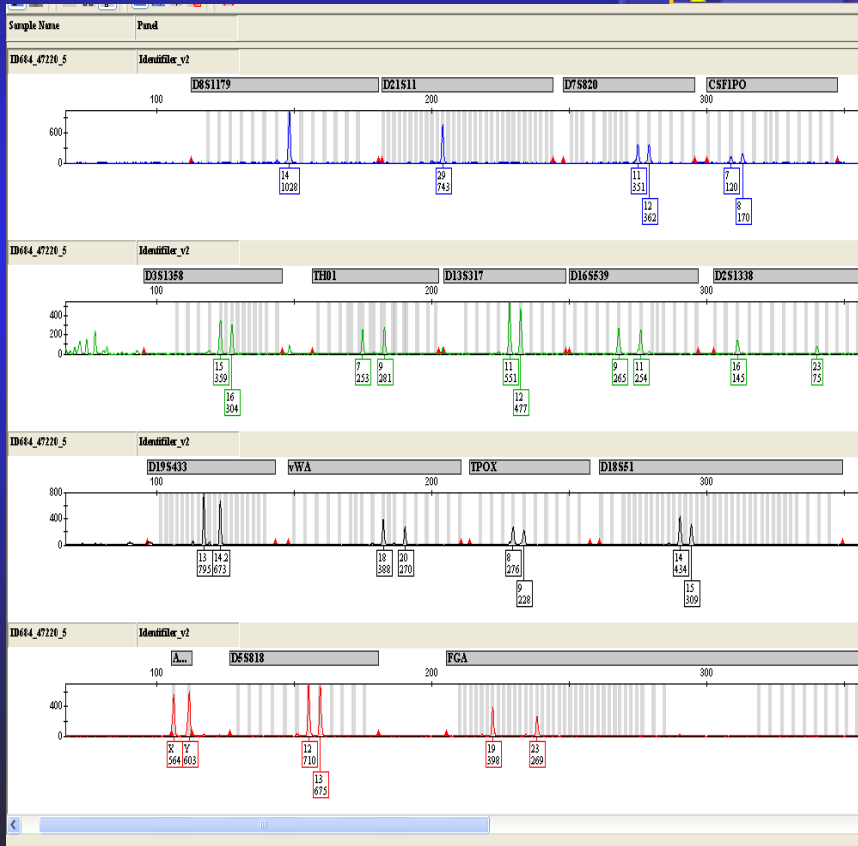 Sample Name Panel
ID684_47220_5 Identifiler_v2
D8S1179 D21S11 D7S820 CSF1PO
100 200 300
600
0
14 29 11 7
1028 743 351 120
12 8
362 170
ID684_47220_5 Identifiler_v2
D3S1358 TH01 D13S317 D16S539 D2S1338
100 200 300
400
200
0
15 7 9 11 9 11 16 23
359 253 281 551 265 254 145 75
16 12
304 477
ID684_47220_5 Identifiler_v2
D19S433 vWA TPOX D18S51
100 200 300
800
400
0
13 14.2 18 20 8 14
795 673 388 270 276 434
9 15
228 309
ID684_47220_5 Identifiler_v2
A... D5S818 FGA
100 200 300
400
0
X Y 12 19 23
564 603 710 398 269
13
675